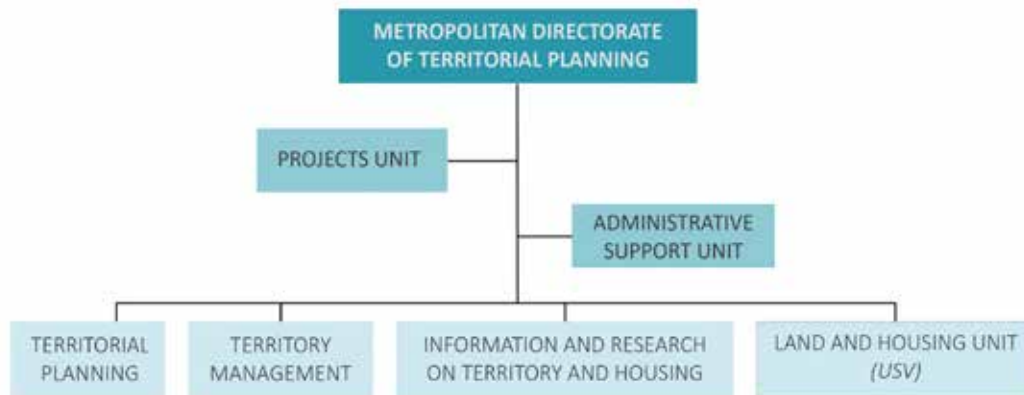 METROPOLITAN DIRECTORATE
OF TERRITORIAL PLANNING
PROJECTS UNIT
ADMINISTRATIVE
SUPPORT UNIT
TERRITORIAL
PLANNING
TERRITORY
MANAGEMENT
INFORMATION AND RESEARCH
ON TERRITORY AND HOUSING
LAND AND HOUSING UNIT
(USV)